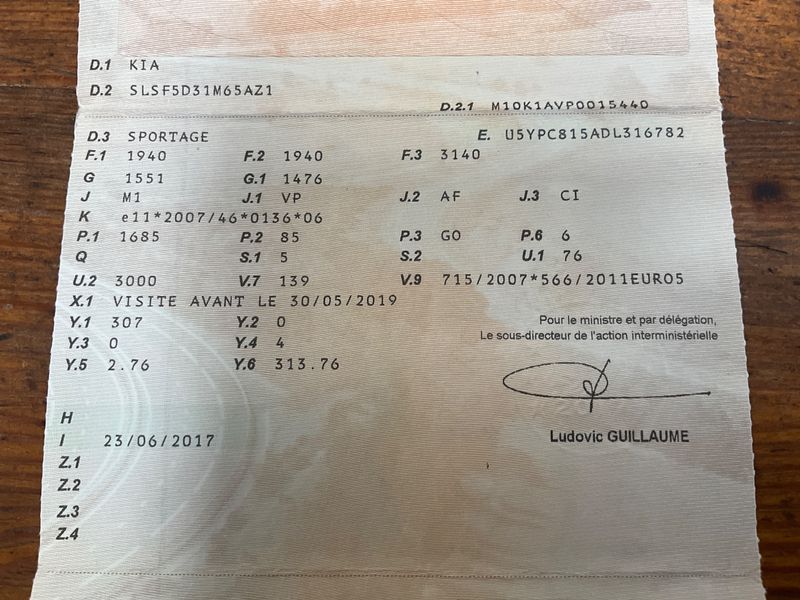 D.1 KIA
D.2 SLSF5D31M65AZ1
D.2.1 M10K1AVP0015440
D.3 SPORTAGE E. U5YPC815ADL316782
F.1 1940 F.2 1940 F.3 3140
G 1551 G.1 1476
J M1 J.1 VP J.2 AF J.3 CI
K e11*2007/46*0136*06
P.1 1685 P.2 85 P.3 GO P.6 6
Q S.1 5 S.2 U.1 76
U.2 3000 V.7 139 V.9 715/2007*566/2011EURO5
X.1 VISITE AVANT LE 30/05/2019
Y.1 307 Y.2 0
Y.3 0 Y.4 4
Y.5 2.76 Y.6 313.76
Pour le ministre et par délégation,
Le sous-directeur de l'action interministérielle
Ludovic GUILLAUME
H
I 23/06/2017
Z.1
Z.2
Z.3
Z.4